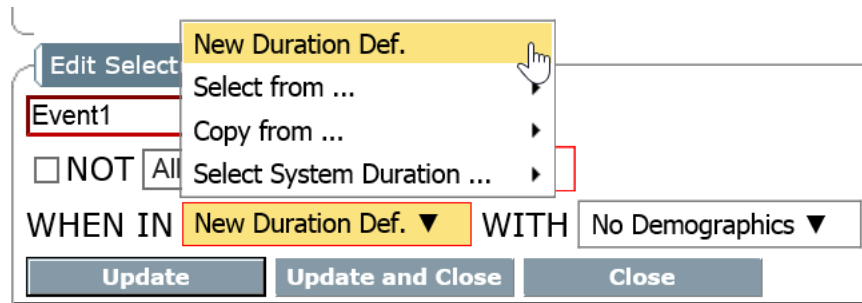 New Duration Def.
Edit Select
Select from ...
Event1
Copy from ...
NOT All
Select System Duration ...
WHEN IN New Duration Def. ▼ WITH No Demographics ▼
Update Update and Close Close